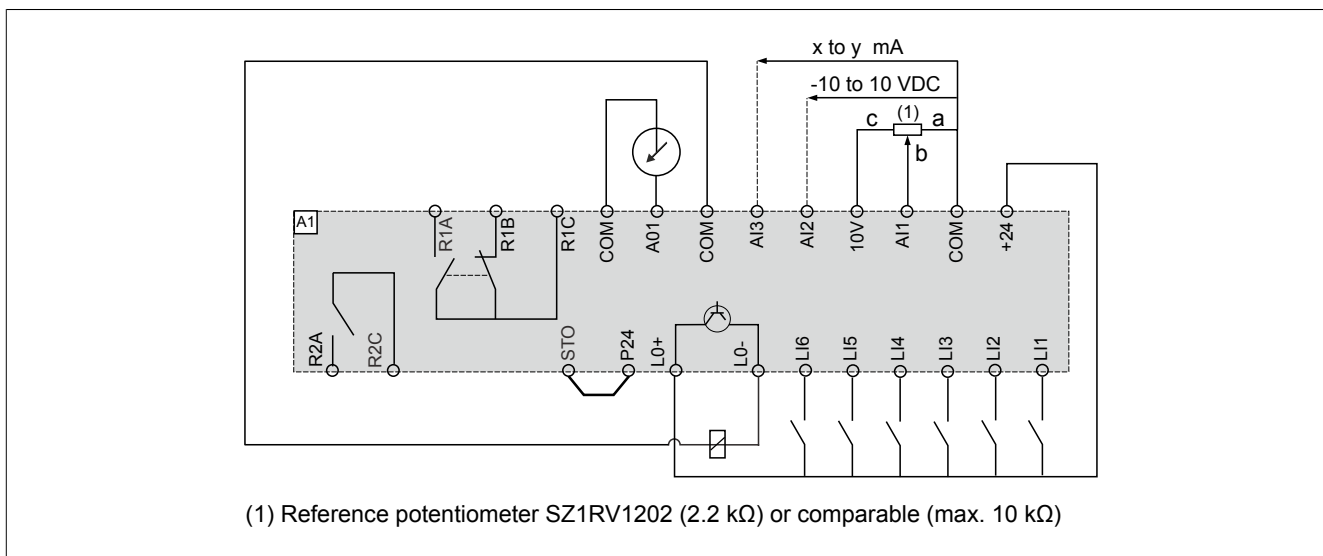 x to y mA
-10 to 10 VDC
(1)
c
a
b
A1
R1A
R1B
R1C
COM
A01
COM
AI3
AI2
10V
AI1
COM
+24
R2A
R2C
STO
P24
L0+
L0-
LI6
LI5
LI4
LI3
LI2
LI1
(1) Reference potentiometer SZ1RV1202 (2.2 kΩ) or comparable (max. 10 kΩ)